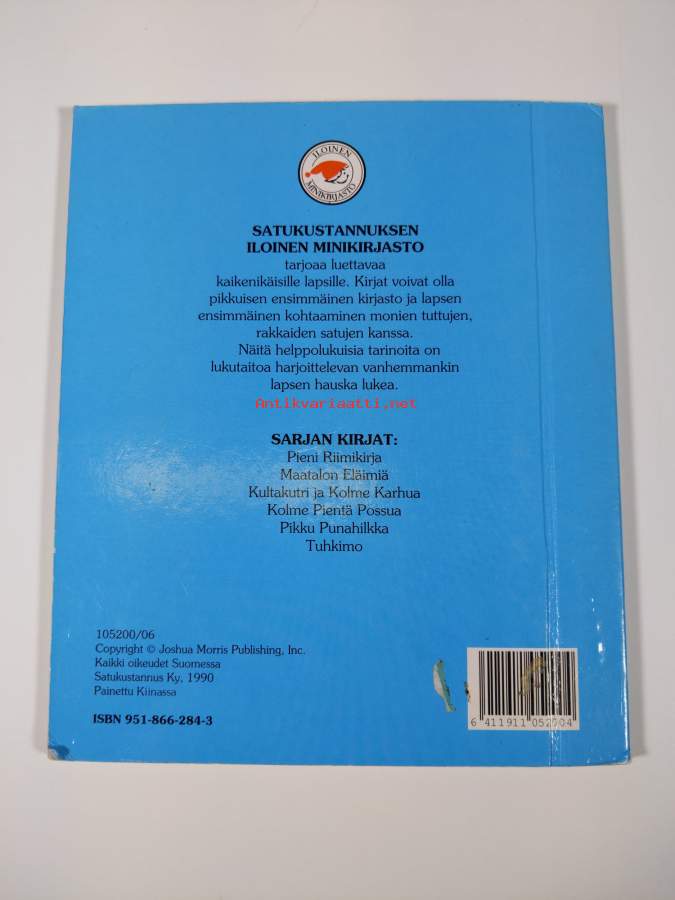 ILOINEN
MINIKIRJASTO
SATUKUSTANNUKSEN
ILOINEN MINIKIRJASTO
tarjoaa luettavaa
kaikenikäisille lapsille. Kirjat voivat olla
pikkuisen ensimmäinen kirjasto ja lapsen
ensimmäinen kohtaaminen monien tuttujen,
rakkaiden satujen kanssa.
Näitä helppolukuisia tarinoita on
lukutaitoa harjoittelevan vanhemmankin
lapsen hauska lukea.
Antikvariaatti.net
SARJAN KIRJAT:
Pieni Riimikirja
Maatalon Eläimiä
Kultakutri ja Kolme Karhua
Kolme Pientä Possua
Pikku Punahilkka
Tuhkimo
105200/06
Copyright © Joshua Morris Publishing, Inc.
Kaikki oikeudet Suomessa
Satukustannus Ky, 1990
Painettu Kiinassa
ISBN 951-866-284-3
6 411911 052004